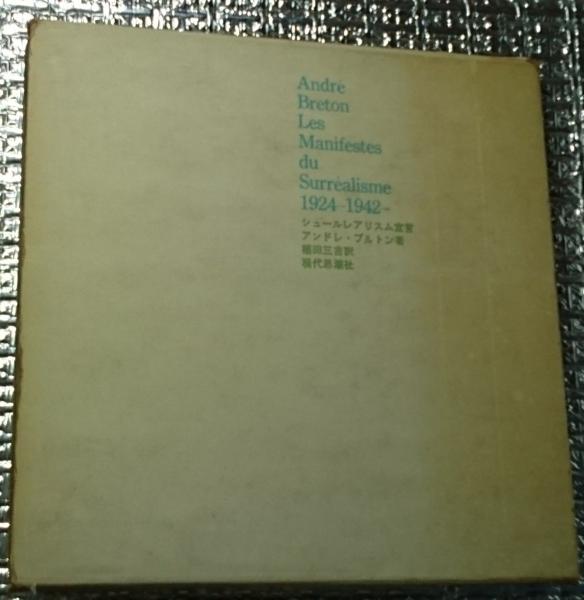 André
Breton
Les
Manifestes
du
Surréalisme
1924-1942-
シュールレアリスム宣言
アンドレ・ブルトン著
稲田三吉訳
現代思潮社